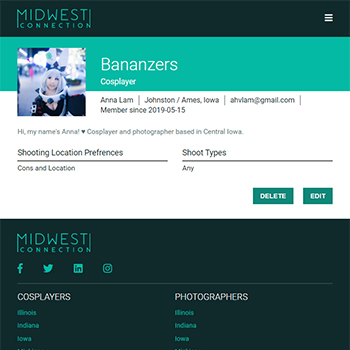 MIDWEST
CONNECTION
Bananzers
Cosplayer
Anna Lam | Johnston / Ames, Iowa | ahvlam@gmail.com |
Member since 2019-05-15
Hi, my name's Anna! ♥ Cosplayer and photographer based in Central Iowa.
Shooting Location Prefrences Shoot Types
Cons and Location Any
DELETE EDIT
MIDWEST
CONNECTION
COSPLAYERS PHOTOGRAPHERS
Illinois Illinois
Indiana Indiana
Iowa Iowa